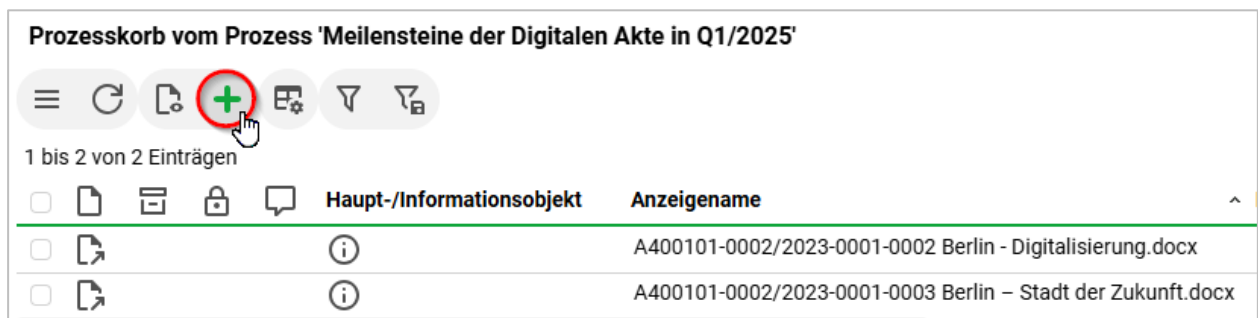 Prozesskorb vom Prozess 'Meilensteine der Digitalen Akte in Q1/2025'
1 bis 2 von 2 Einträgen
Haupt-/Informationsobjekt Anzeigename
A400101-0002/2023-0001-0002 Berlin - Digitalisierung.docx
A400101-0002/2023-0001-0003 Berlin – Stadt der Zukunft.docx